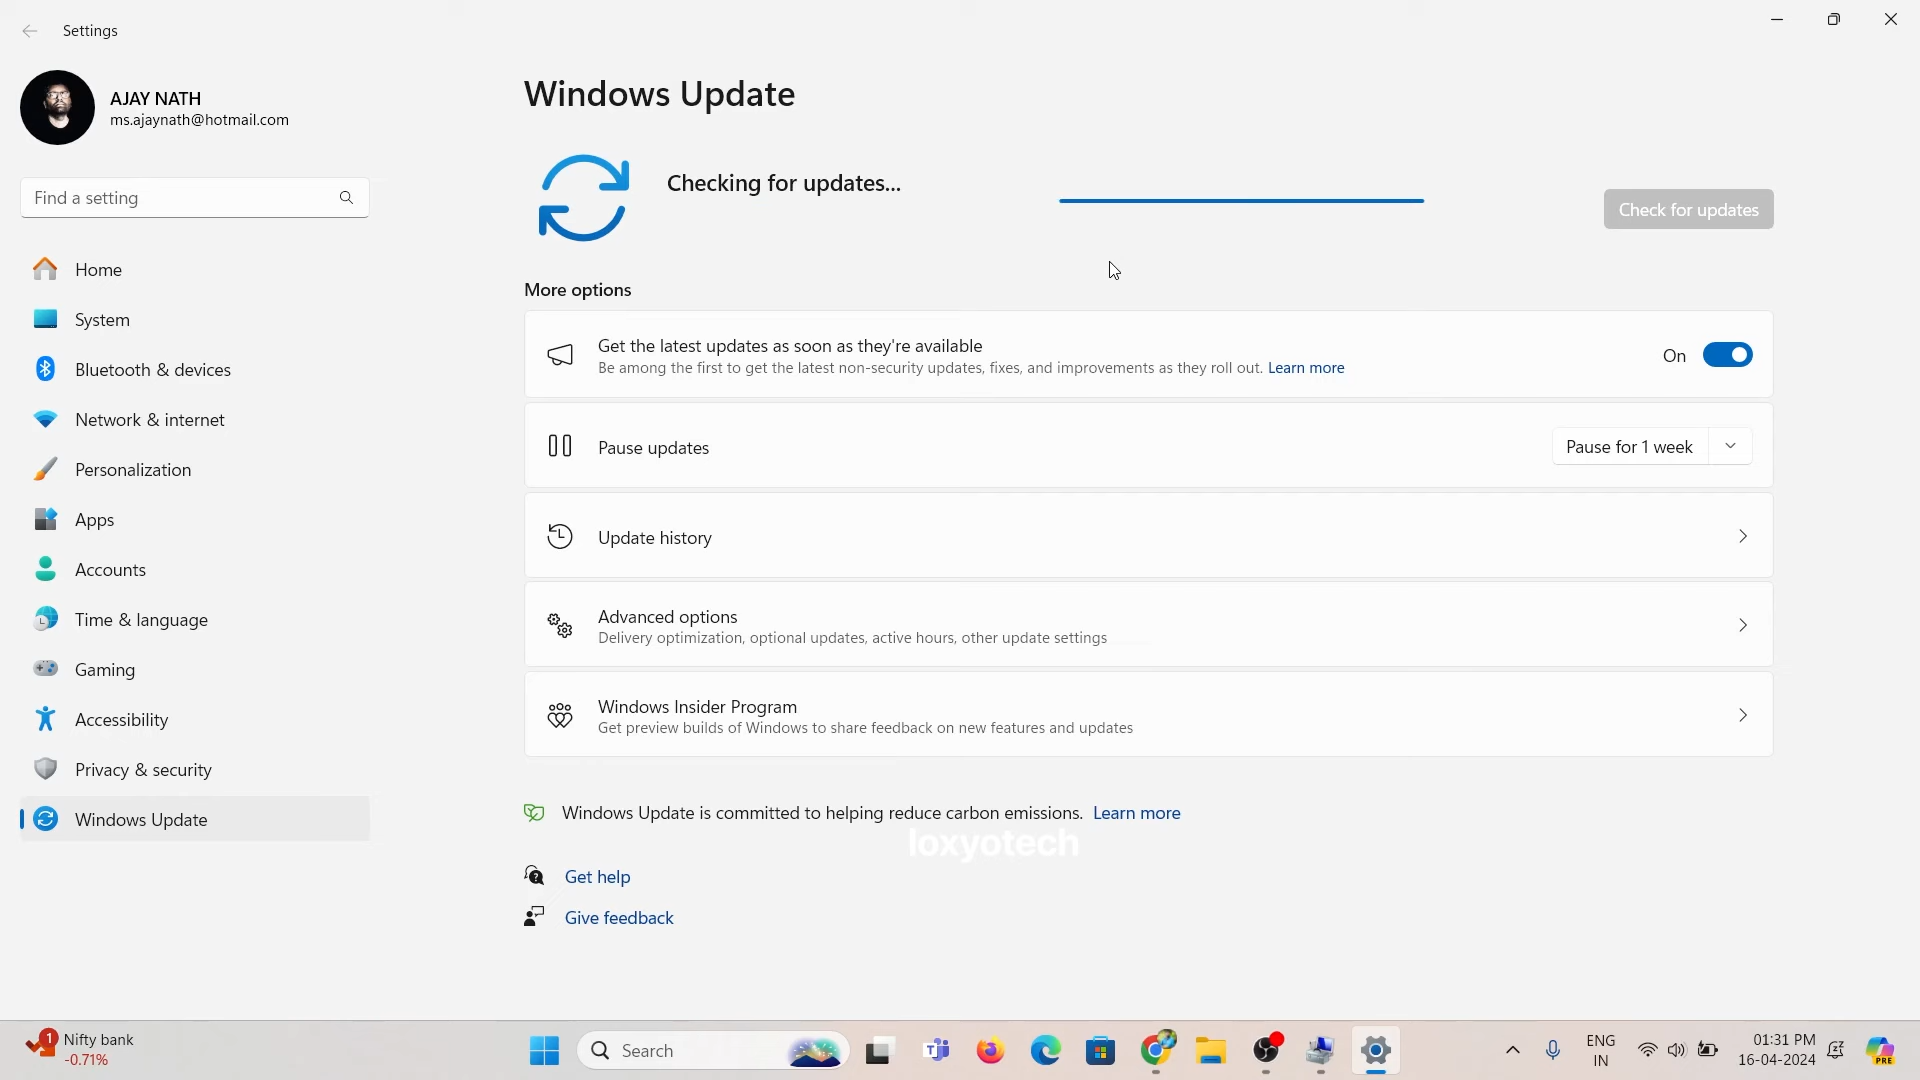 Settings
AJAY NATH
ms.ajaynath@hotmail.com
Find a setting
Home
System
Bluetooth & devices
Network & internet
Personalization
Apps
Accounts
Time & language
Gaming
Accessibility
Privacy & security
Windows Update
Windows Update
Checking for updates...
Check for updates
More options
Get the latest updates as soon as they're available
Be among the first to get the latest non-security updates, fixes, and improvements as they roll out. Learn more
On
Pause updates
Pause for 1 week
Update history
Advanced options
Delivery optimization, optional updates, active hours, other update settings
Windows Insider Program
Get preview builds of Windows to share feedback on new features and updates
Windows Update is committed to helping reduce carbon emissions. Learn more
loxyotech
Get help
Give feedback
1
Nifty bank
-0.71%
Search
ENG
IN
01:31 PM
16-04-2024
PRE